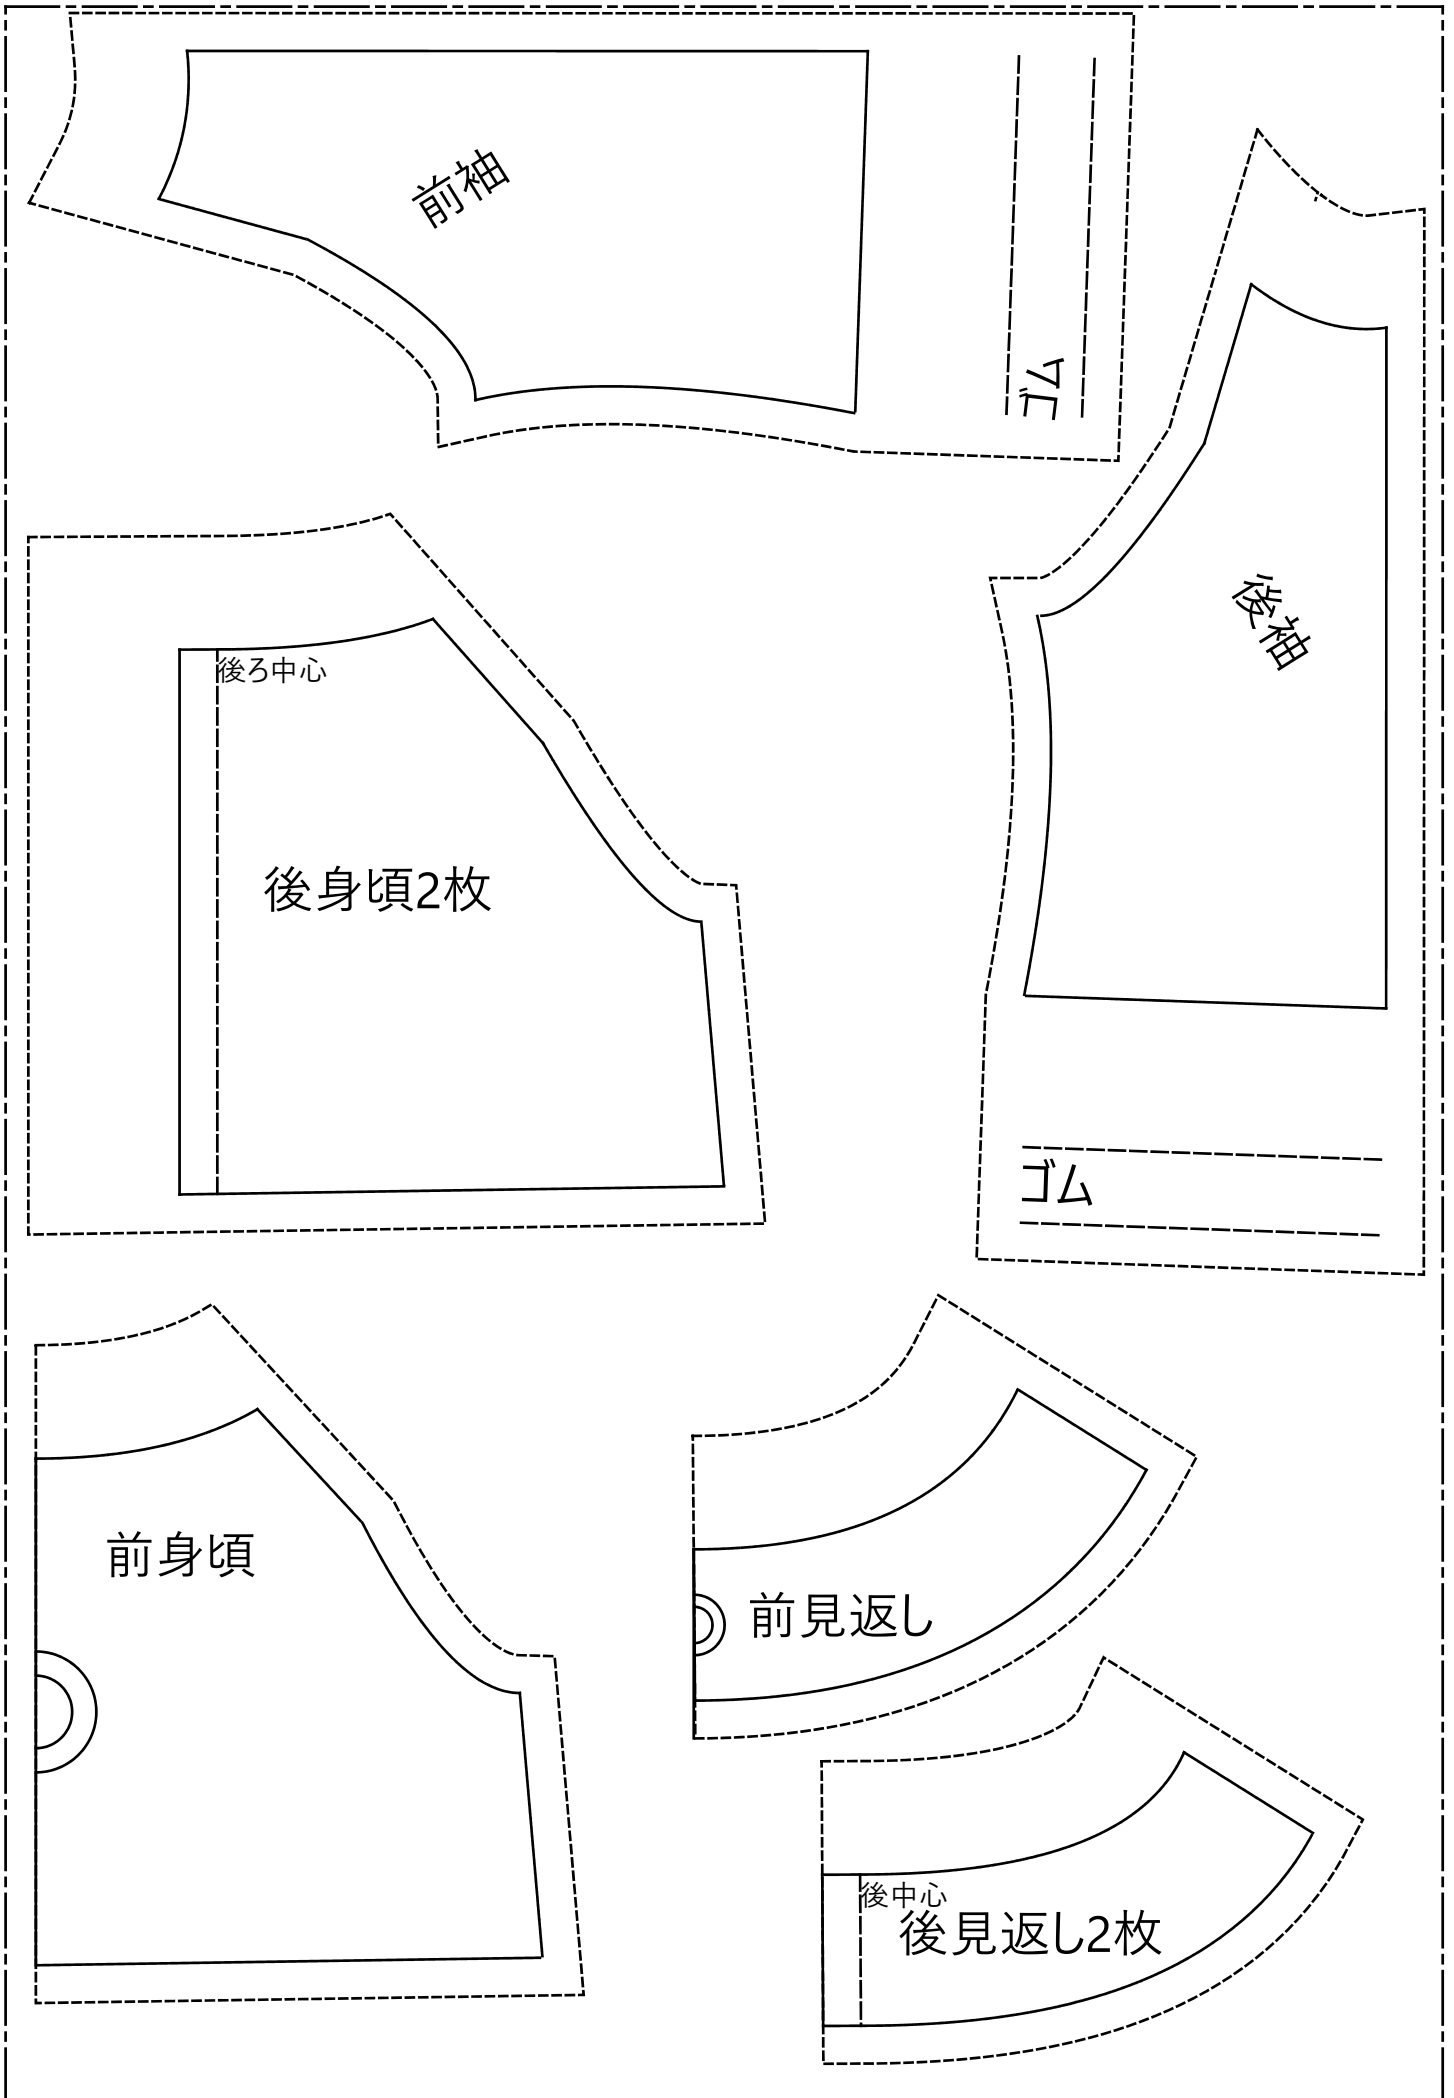 前袖
ゴム
後袖
後ろ中心
後身頃2枚
ゴム
前身頃
前見返し
後中心
後見返し2枚